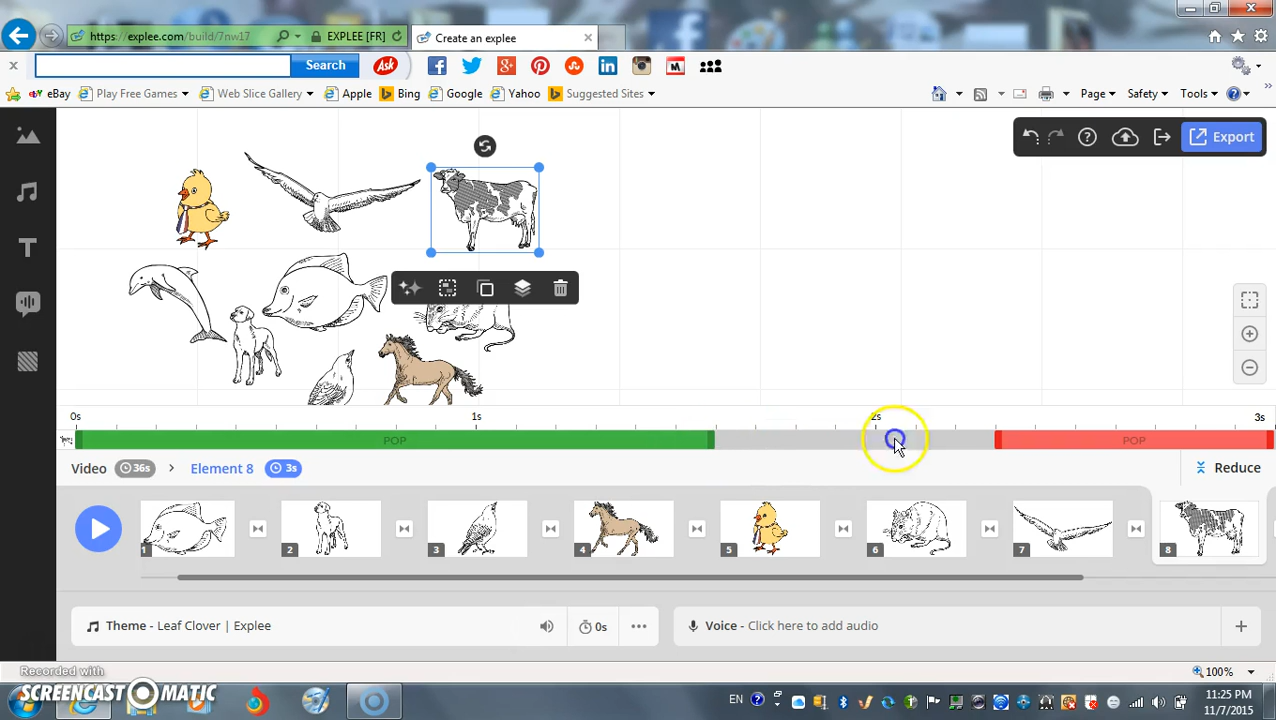 https://explee.com/build/7nw17 EXPLEE [FR] Create an explee
Search Ask
eBay Play Free Games Web Slice Gallery Apple Bing Google Yahoo Suggested Sites Page Safety Tools
Export
0s 1s 2s 3s
POP POP
Video 36s Element 8 3s Reduce
1 2 3 4 5 6 7 8
Theme - Leaf Clover | Explee 0s Voice - Click here to add audio
Recorded with
SCREENCAST MATIC
100%
EN 11:25 PM
11/7/2015